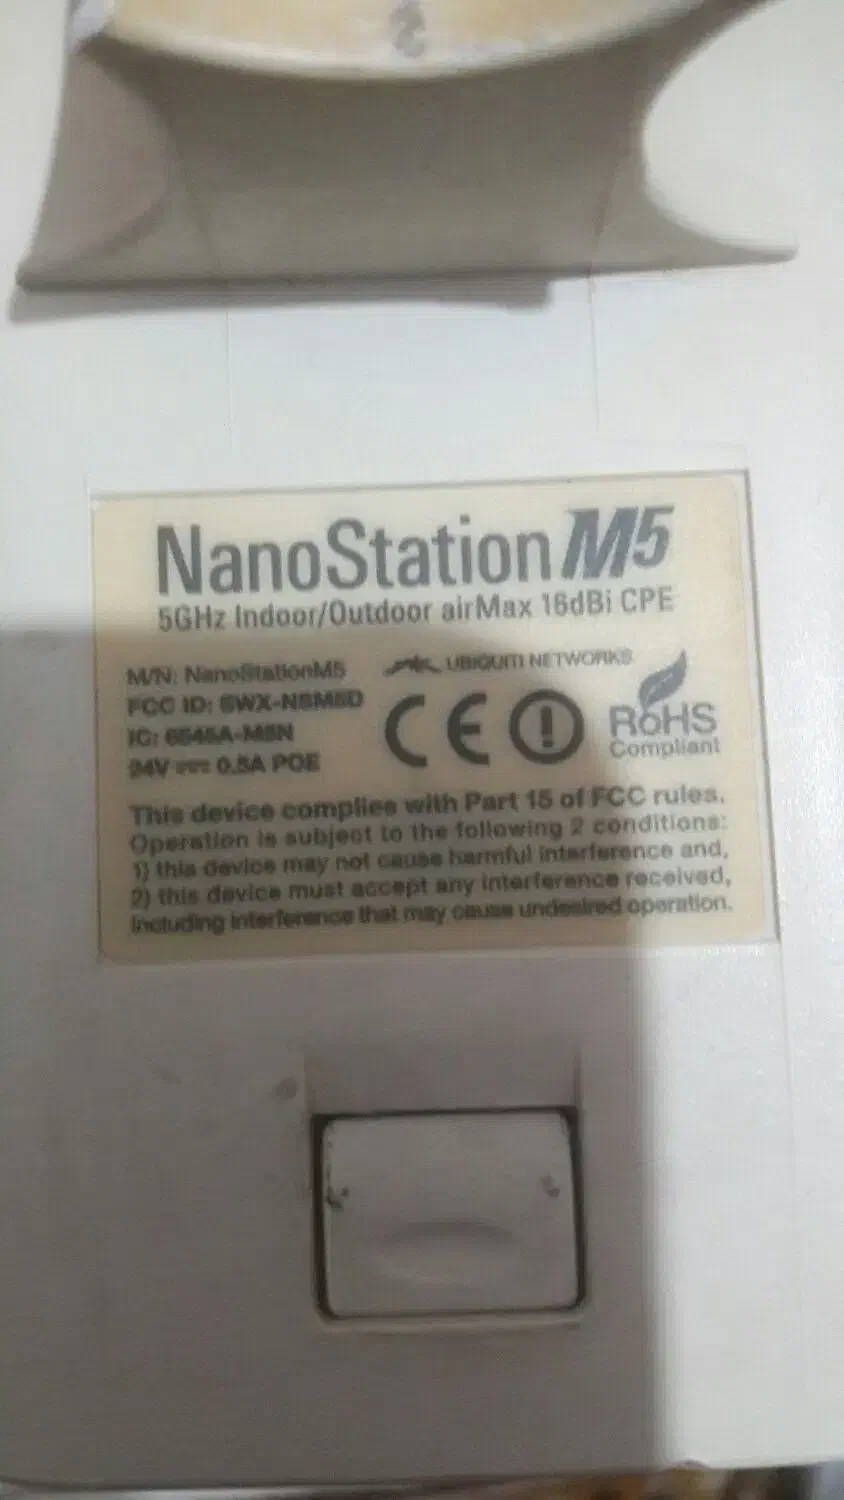 NanoStation M5
5GHz Indoor/Outdoor airMax 16dBi CPE
M/N: NanoStationM5
UBIQUITI NETWORKS
FCC ID: SWX-NSM5D
IC: 6545A-M5N
24V 0.5A POE
CE
RoHS
Compliant
This device complies with Part 15 of FCC rules.
Operation is subject to the following 2 conditions:
1) this device may not cause harmful interference and,
2) this device must accept any interference received,
including interference that may cause undesired operation.